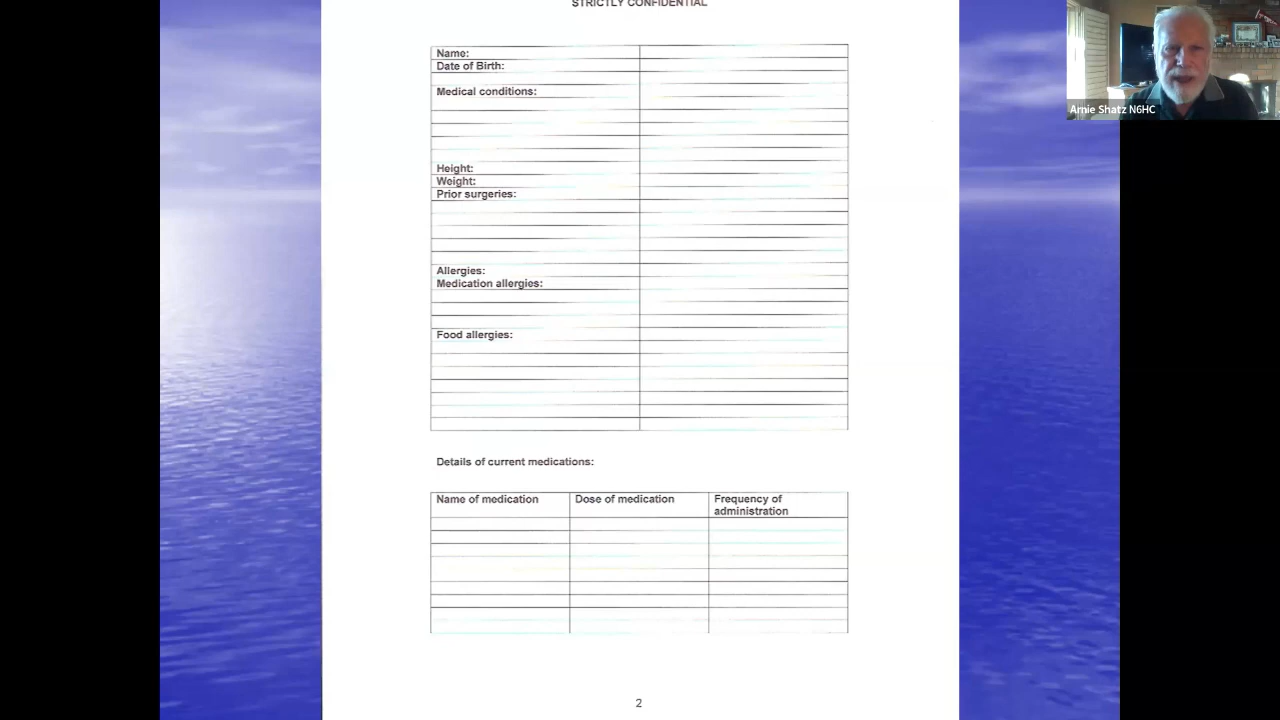 STRICTLY CONFIDENTIAL
Arnie Shatz N6HC
Name:
Date of Birth:
Medical conditions:
Height:
Weight:
Prior surgeries:
Allergies:
Medication allergies:
Food allergies:
Details of current medications:
Name of medication
Dose of medication
Frequency of
administration
2